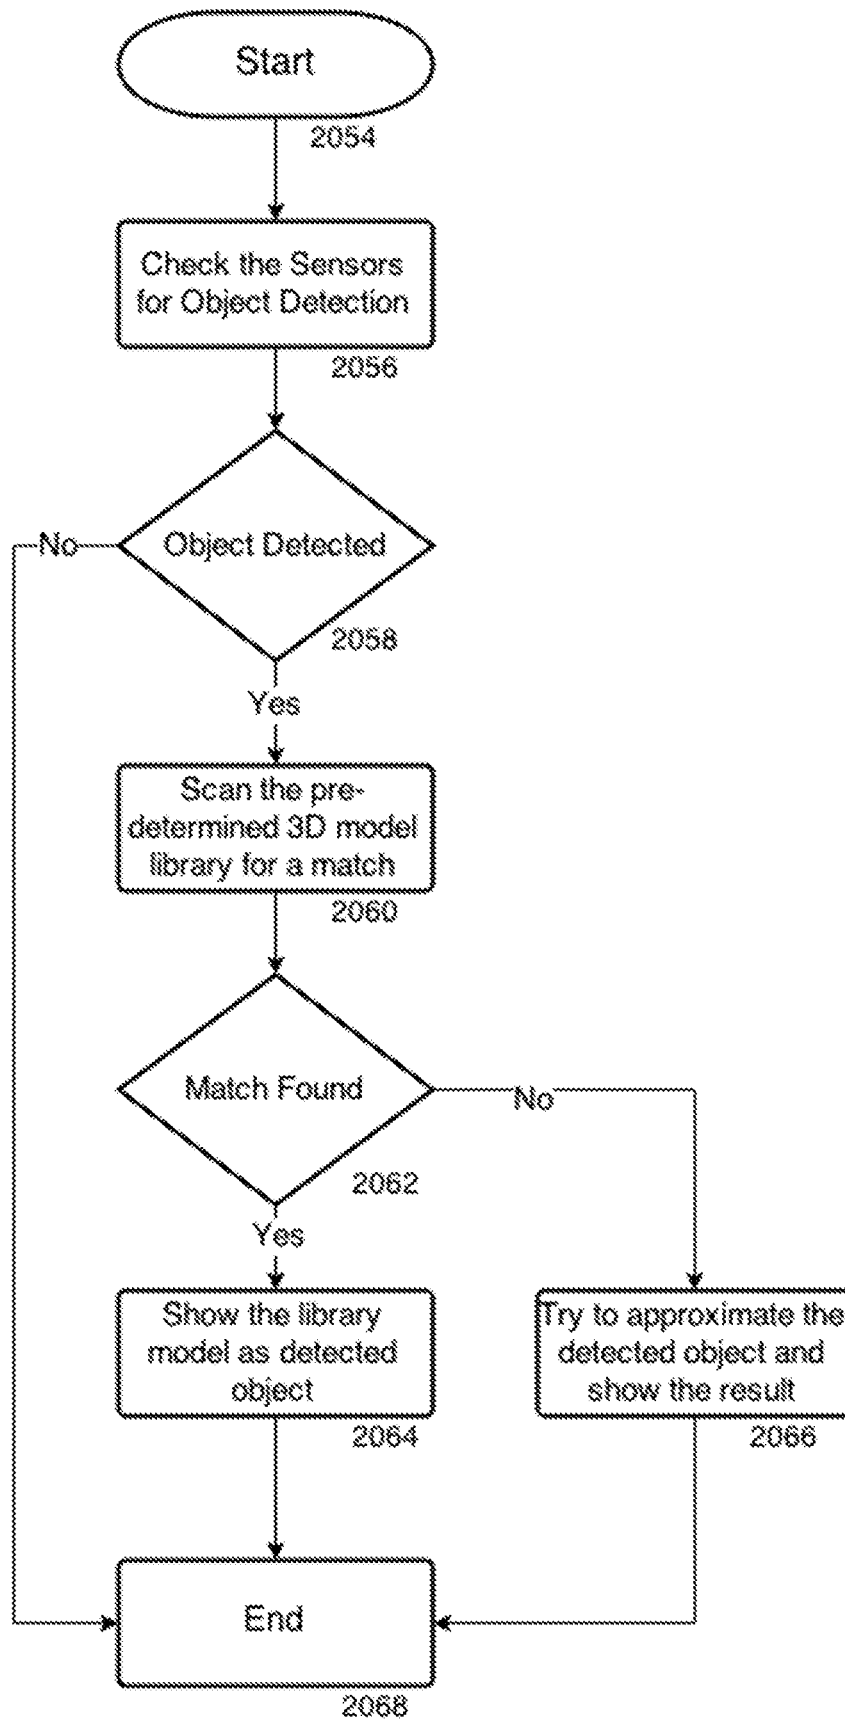 Start
2054
Check the Sensors
for Object Detection
2056
Object Detected
No
2058
Yes
Scan the pre-
determined 3D model
library for a match
2060
Match Found
No
2062
Yes
Show the library
model as detected
object
2064
Try to approximate the
detected object and
show the result
2066
End
2068